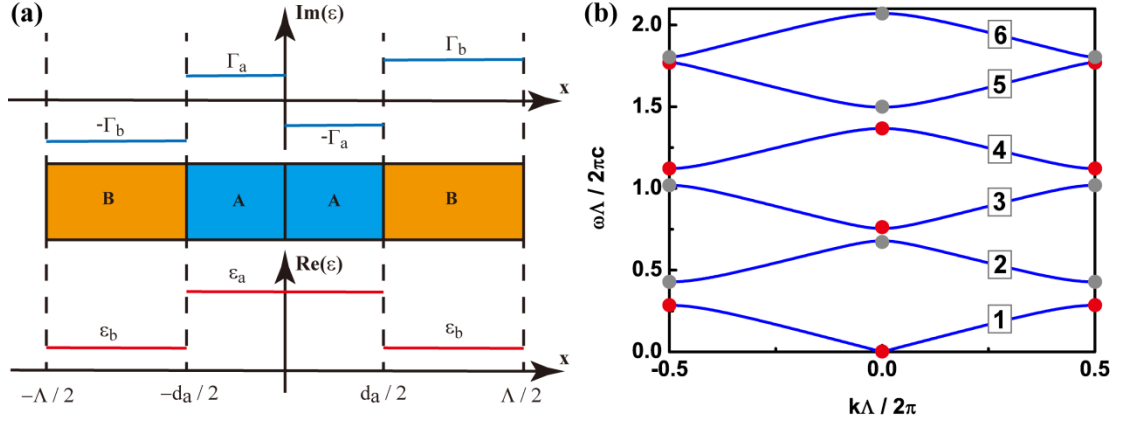 (a)
Im(ε)
Γa
Γb
x
-Γb
-Γa
B
A
A
B
Re(ε)
εa
εb
εb
x
−Λ / 2
−da / 2
da / 2
Λ / 2
(b)
2.0
1.5
1.0
0.5
0.0
ωΛ / 2πc
6
5
4
3
2
1
-0.5
0.0
0.5
kΛ / 2π